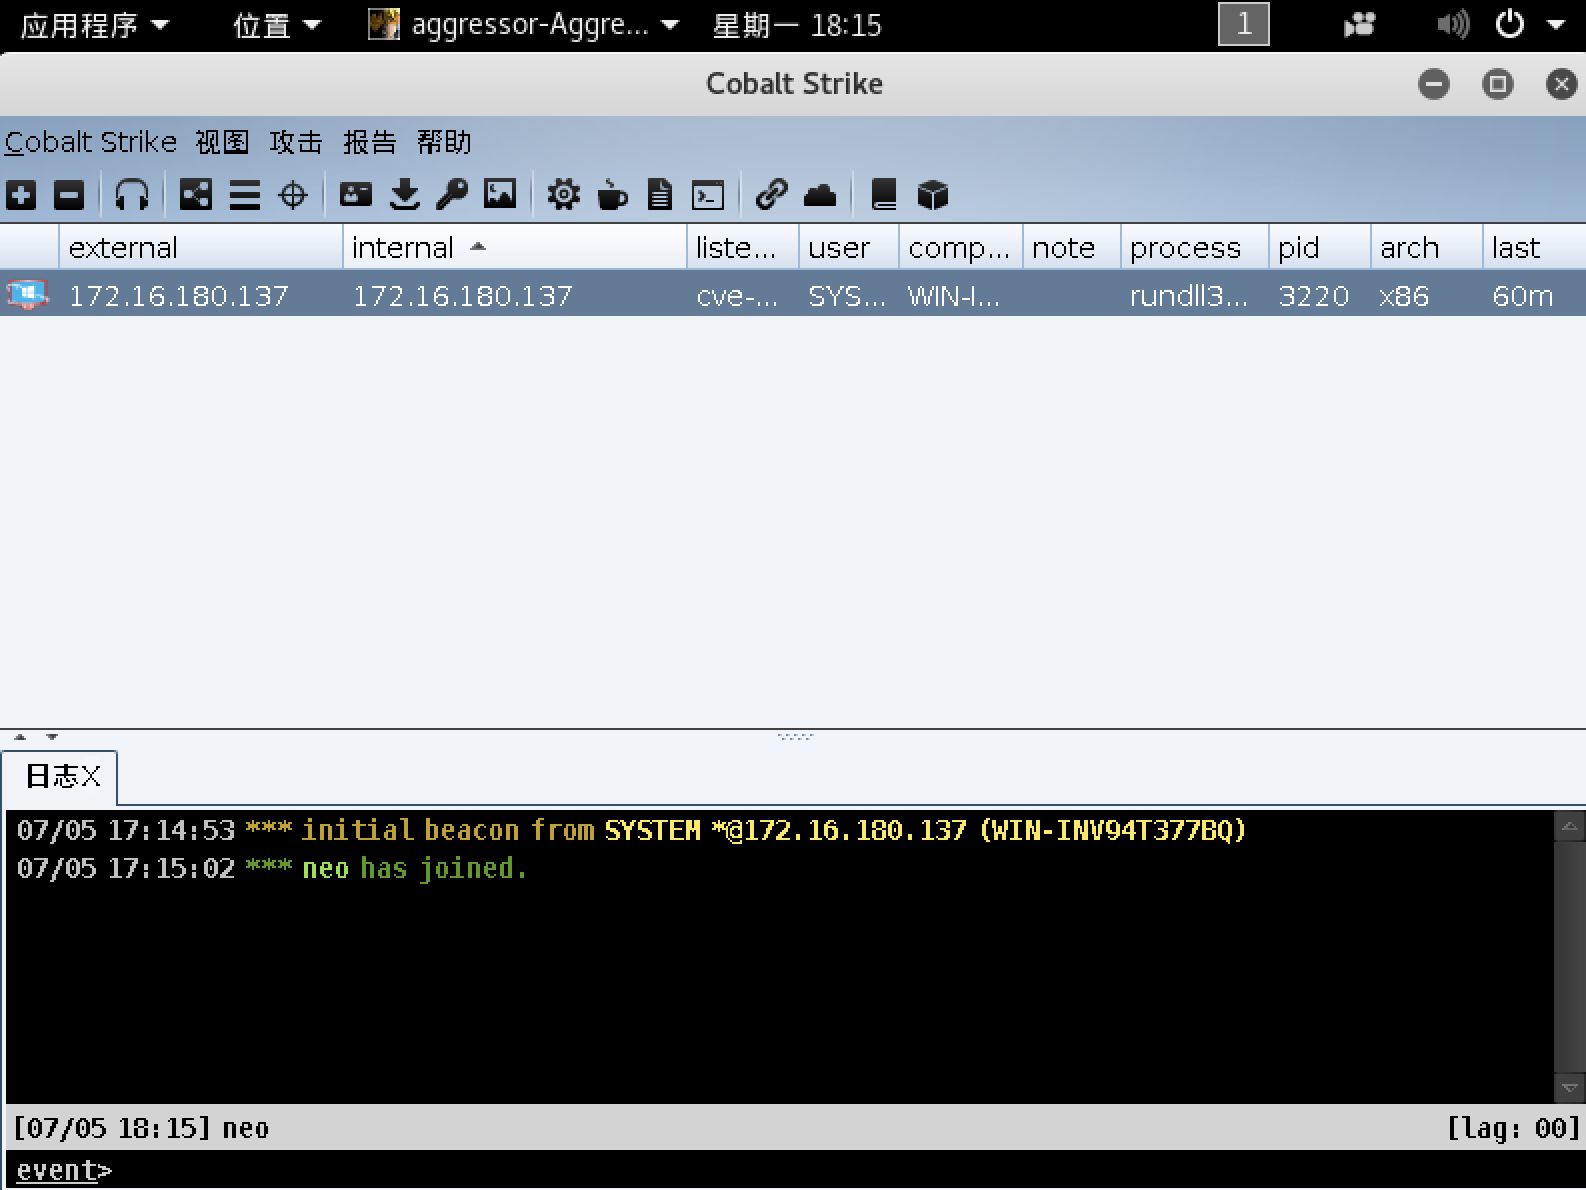 应用程序 位置 aggressor-Aggre... 星期一 18:15 1
Cobalt Strike
Cobalt Strike 视图 攻击 报告 帮助
external internal liste... user comp... note process pid arch last
172.16.180.137 172.16.180.137 cve-... SYS... WIN-I... rundll3... 3220 x86 60m
日志X
07/05 17:14:53 *** initial beacon from SYSTEM *@172.16.180.137 (WIN-INV94T377BQ)
07/05 17:15:02 *** neo has joined.
[07/05 18:15] neo [lag: 00]
event>